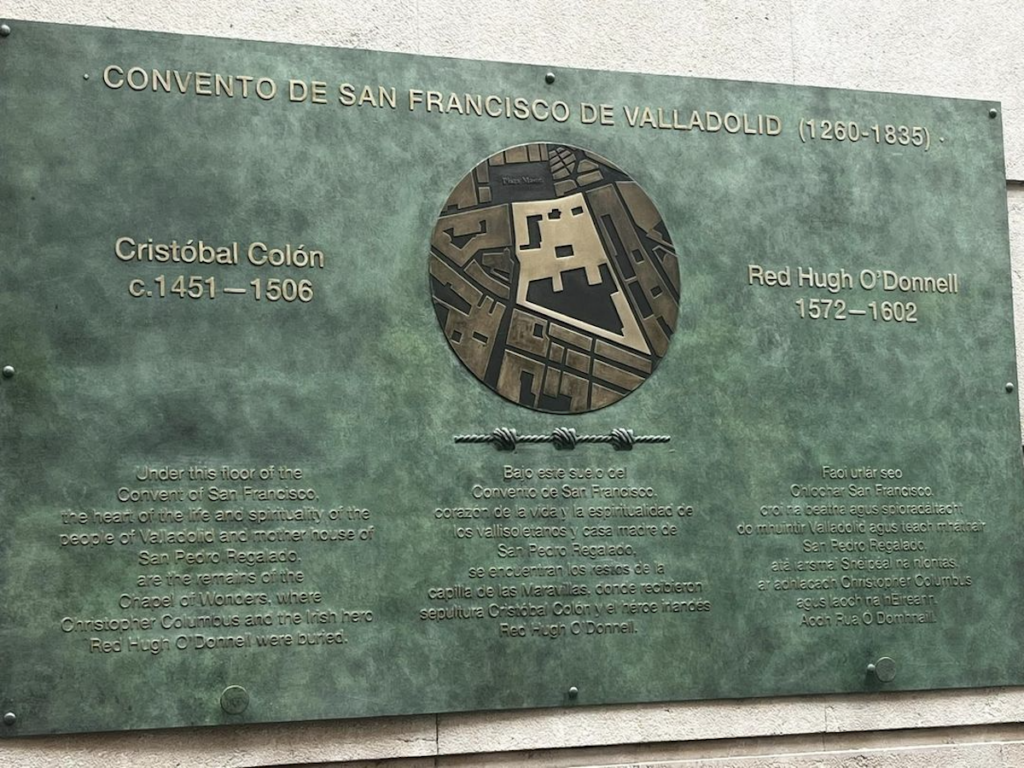 · CONVENTO DE SAN FRANCISCO DE VALLADOLID (1260-1835) ·
Plaza Mayor
Cristóbal Colón
c.1451–1506
Red Hugh O'Donnell
1572–1602
Under this floor of the
Convent of San Francisco,
the heart of the life and spirituality of the
people of Valladolid and mother house of
San Pedro Regalado,
are the remains of the
Chapel of Wonders, where
Christopher Columbus and the Irish hero
Red Hugh O'Donnell were buried.
Bajo este suelo del
Convento de San Francisco,
corazón de la vida y la espiritualidad de
los vallisoletanos y casa madre de
San Pedro Regalado,
se encuentran los restos de la
capilla de las Maravillas, donde recibieron
sepultura Cristóbal Colón y el héroe irlandés
Red Hugh O'Donnell.
Faoi urlár seo
Chlochar San Francisco,
croí na beatha agus spioradáltacht
do mhuintir Valladolid agus teach mháthar
San Pedro Regalado,
atá iarsmaí Shéipéal na nIontas,
ar adhlacadh Christopher Columbus
agus laoch na hÉireann,
Aodh Rua Ó Domhnaill.